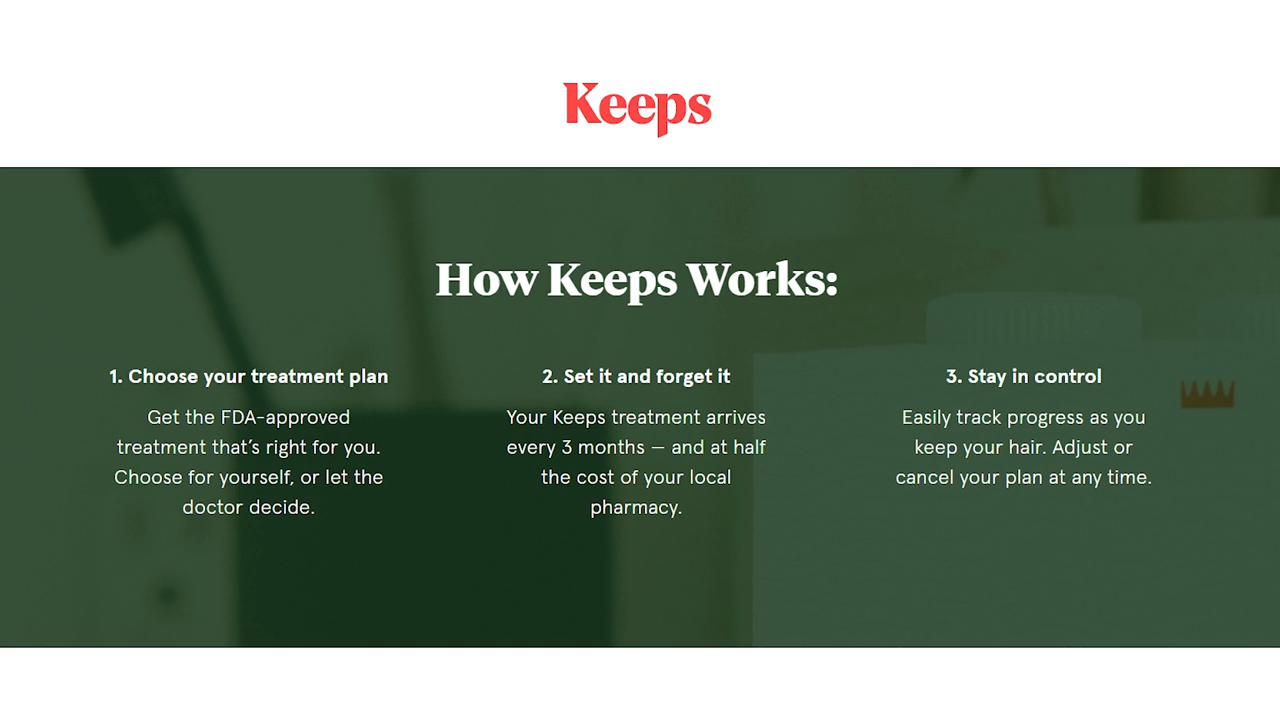 Keeps
How Keeps Works:
1. Choose your treatment plan
Get the FDA-approved
treatment that’s right for you.
Choose for yourself, or let the
doctor decide.
2. Set it and forget it
Your Keeps treatment arrives
every 3 months – and at half
the cost of your local
pharmacy.
3. Stay in control
Easily track progress as you
keep your hair. Adjust or
cancel your plan at any time.